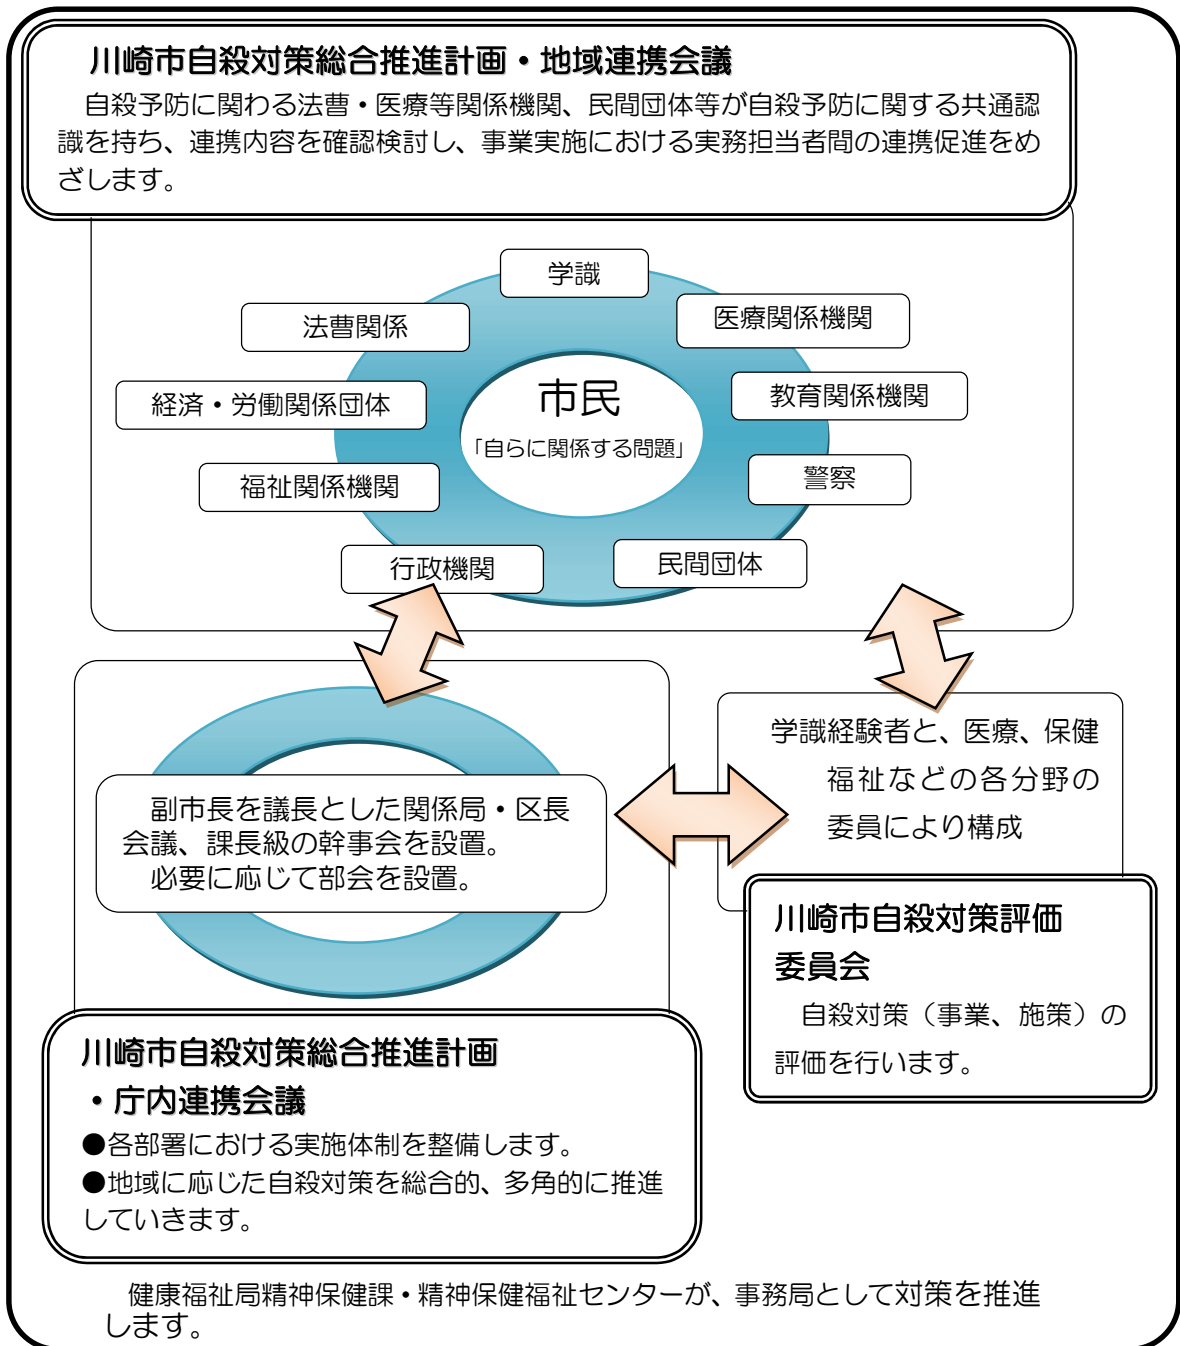 川崎市自殺対策総合推進計画・地域連携会議
自殺予防に関わる法曹・医療等関係機関、民間団体等が自殺予防に関する共通認
識を持ち、連携内容を確認検討し、事業実施における実務担当者間の連携促進をめ
ざします。
学識
法曹関係
医療関係機関
経済・労働関係団体
市民
教育関係機関
「自らに関係する問題」
福祉関係機関
警察
行政機関
民間団体
学識経験者と、医療、保健
福祉などの各分野の
委員により構成
副市長を議長とした関係局・区長
会議、課長級の幹事会を設置。
必要に応じて部会を設置。
川崎市自殺対策評価
委員会
自殺対策（事業、施策）の
評価を行います。
川崎市自殺対策総合推進計画
・庁内連携会議
●各部署における実施体制を整備します。
●地域に応じた自殺対策を総合的、多角的に推進
していきます。
健康福祉局精神保健課・精神保健福祉センターが、事務局として対策を推進
します。